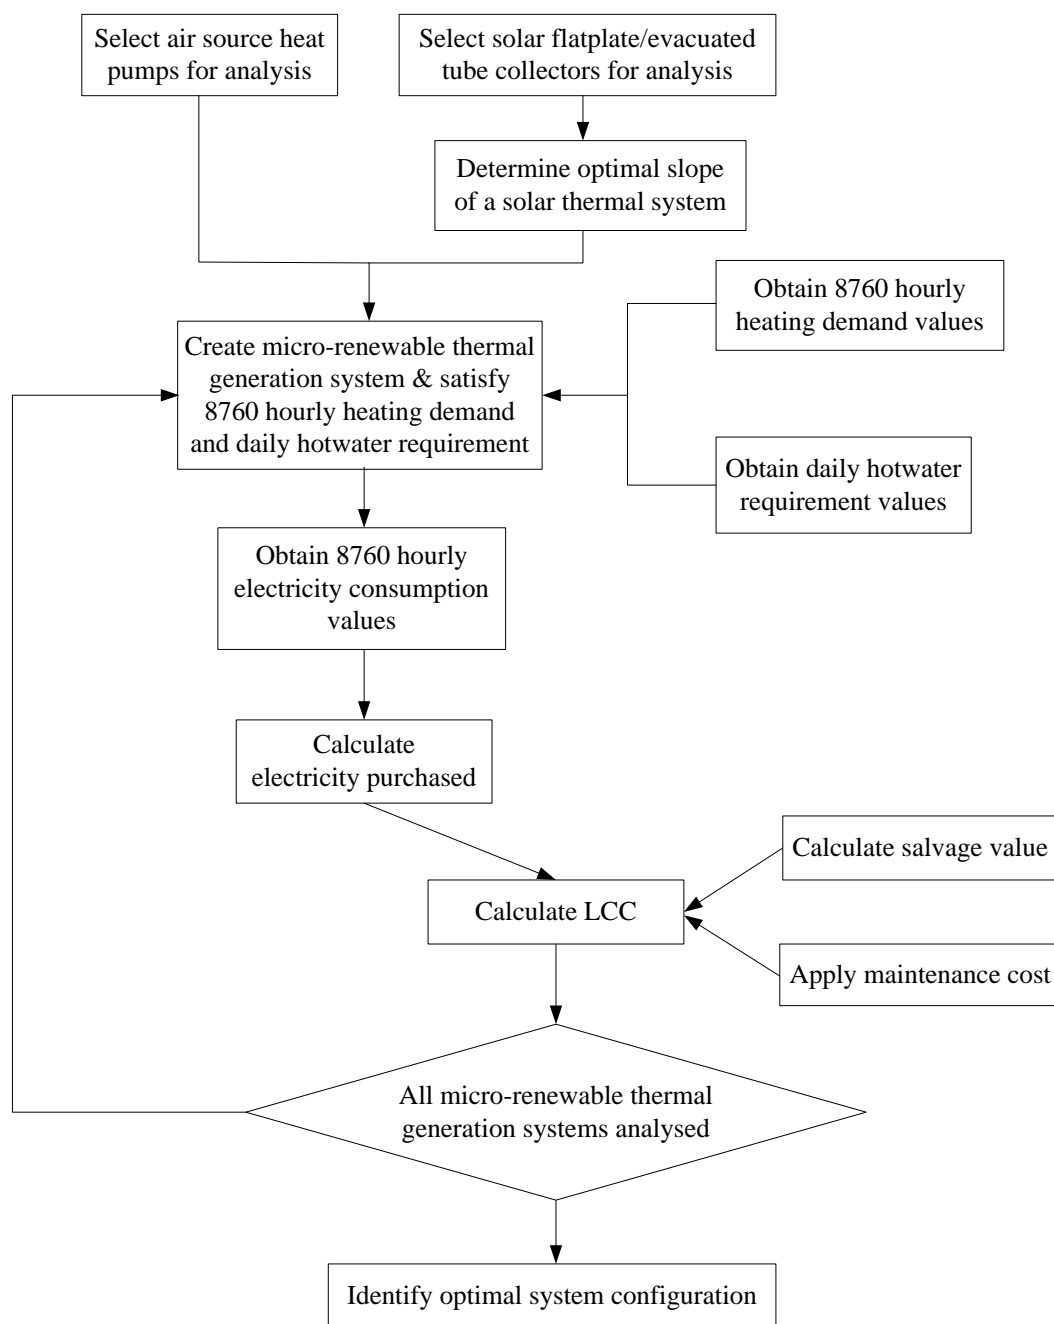 Select air source heat
pumps for analysis
Select solar flatplate/evacuated
tube collectors for analysis
Determine optimal slope
of a solar thermal system
Obtain 8760 hourly
heating demand values
Create micro-renewable thermal
generation system & satisfy
8760 hourly heating demand
and daily hotwater requirement
Obtain daily hotwater
requirement values
Obtain 8760 hourly
electricity consumption
values
Calculate
electricity purchased
Calculate salvage value
Calculate LCC
Apply maintenance cost
All micro-renewable thermal
generation systems analysed
Identify optimal system configuration